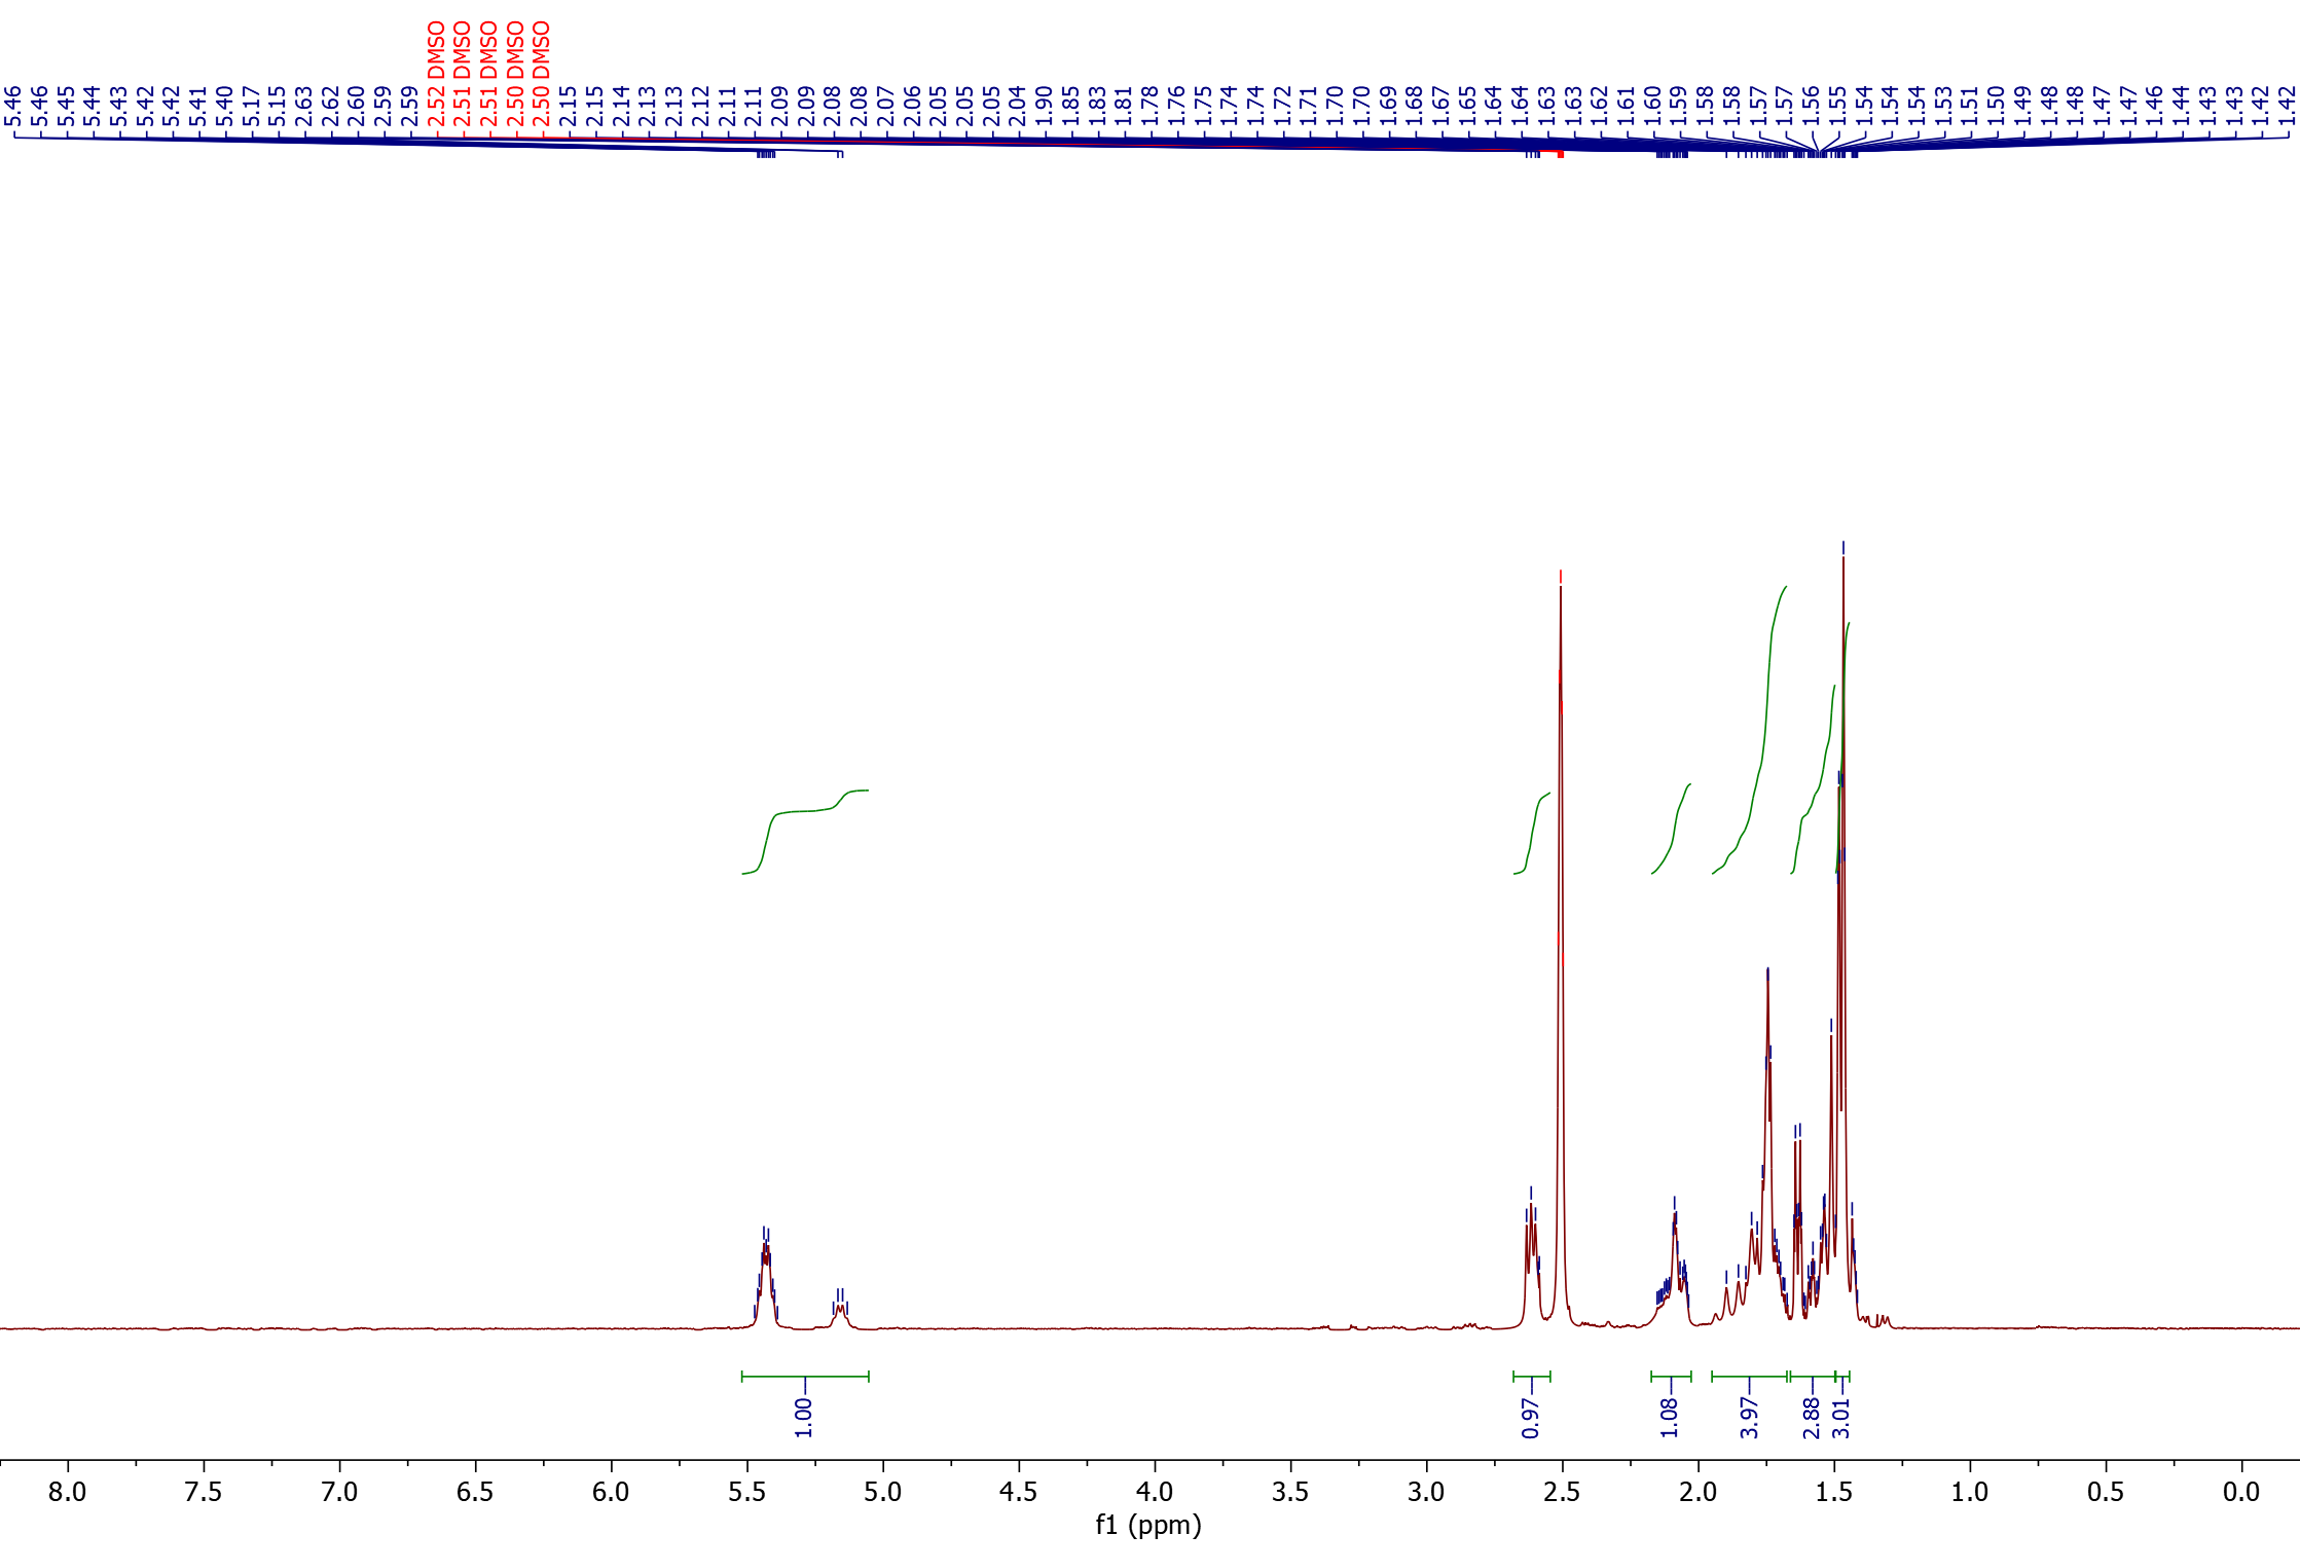 5.46 5.46 5.45 5.44 5.43 5.42 5.42 5.41 5.40 5.17 5.15 2.63 2.62 2.60 2.59 2.59 2.52 DMSO 2.51 DMSO 2.51 DMSO 2.50 DMSO 2.50 DMSO 2.15 2.15 2.14 2.13 2.13 2.12 2.11 2.11 2.09 2.09 2.08 2.08 2.07 2.06 2.05 2.05 2.05 2.04 1.90 1.85 1.83 1.81 1.78 1.76 1.75 1.74 1.74 1.72 1.71 1.70 1.70 1.69 1.68 1.67 1.65 1.64 1.64 1.63 1.63 1.62 1.61 1.60 1.59 1.58 1.58 1.57 1.57 1.56 1.55 1.54 1.54 1.54 1.53 1.51 1.50 1.49 1.48 1.48 1.47 1.47 1.46 1.44 1.43 1.43 1.42 1.42
1.00 0.97 1.08 3.97 2.88 3.01
8.0 7.5 7.0 6.5 6.0 5.5 5.0 4.5 4.0 3.5 3.0 2.5 2.0 1.5 1.0 0.5 0.0
f1 (ppm)